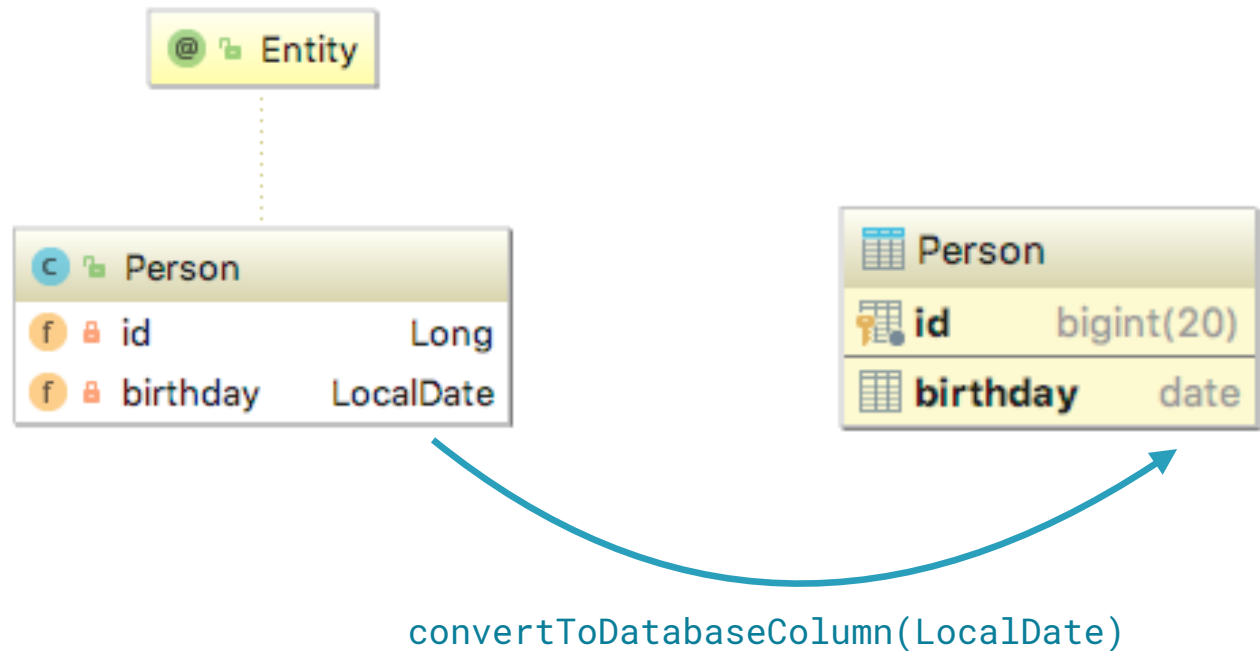 @ Entity
C Person
f id Long
f birthday LocalDate
Person
id bigint(20)
birthday date
convertToDatabaseColumn(LocalDate)